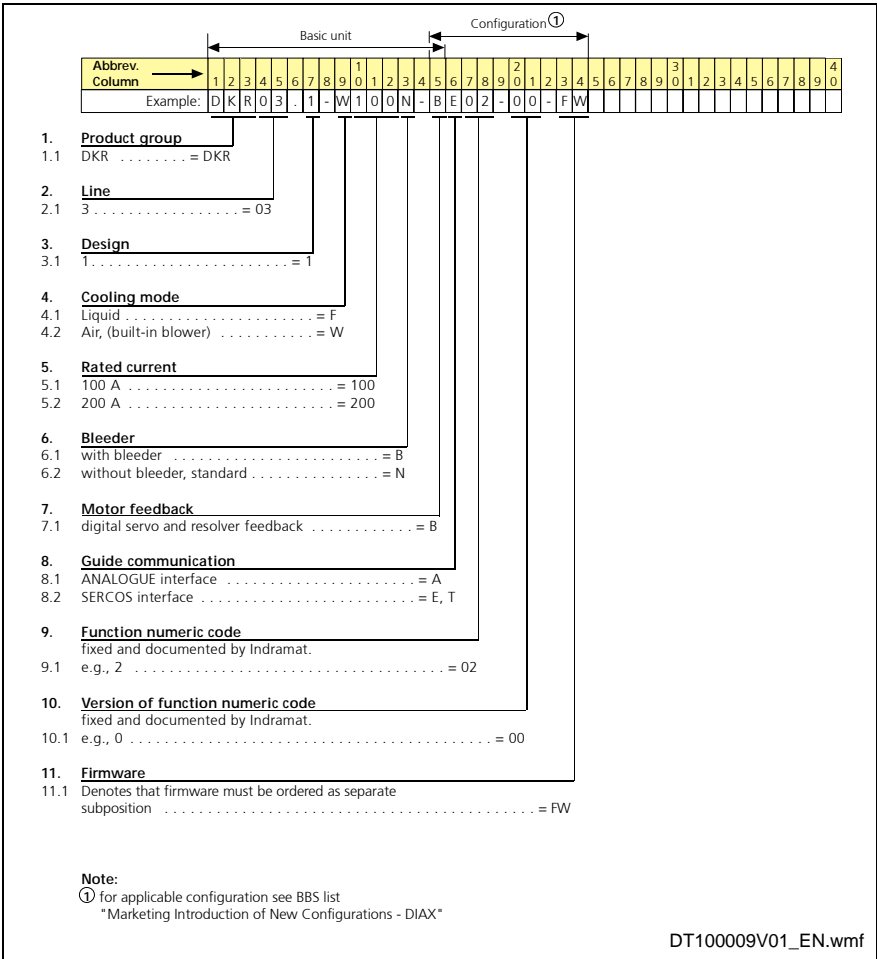 Configuration ①
Basic unit
Abbrev. 1 2 3 4
Column 1 2 3 4 5 6 7 8 9 0 1 2 3 4 5 6 7 8 9 0 1 2 3 4 5 6 7 8 9 0 1 2 3 4 5 6 7 8 9 0
Example: D K R 0 3 . 1 - W 1 0 0 N - B E 0 2 - 0 0 - F W
1. Product group
1.1 DKR . . . . . . . . = DKR
2. Line
2.1 3 . . . . . . . . . . . . . . . . . = 03
3. Design
3.1 1. . . . . . . . . . . . . . . . . . . . . . . = 1
4. Cooling mode
4.1 Liquid . . . . . . . . . . . . . . . . . . . . . . = F
4.2 Air, (built-in blower) . . . . . . . . . . . = W
5. Rated current
5.1 100 A . . . . . . . . . . . . . . . . . . . . . . . . = 100
5.2 200 A . . . . . . . . . . . . . . . . . . . . . . . . = 200
6. Bleeder
6.1 with bleeder . . . . . . . . . . . . . . . . . . . . . . . . = B
6.2 without bleeder, standard . . . . . . . . . . . . . . . = N
7. Motor feedback
7.1 digital servo and resolver feedback . . . . . . . . . . . . = B
8. Guide communication
8.1 ANALOGUE interface . . . . . . . . . . . . . . . . . . . . . . = A
8.2 SERCOS interface . . . . . . . . . . . . . . . . . . . . . . . . . = E, T
9. Function numeric code
fixed and documented by Indramat.
9.1 e.g., 2 . . . . . . . . . . . . . . . . . . . . . . . . . . . . . . . . . . . . = 02
10. Version of function numeric code
fixed and documented by Indramat.
10.1 e.g., 0 . . . . . . . . . . . . . . . . . . . . . . . . . . . . . . . . . . . . . . . . . . = 00
11. Firmware
11.1 Denotes that firmware must be ordered as separate
subposition . . . . . . . . . . . . . . . . . . . . . . . . . . . . . . . . . . . . . . . . . . = FW
Note:
① for applicable configuration see BBS list
"Marketing Introduction of New Configurations - DIAX"
DT100009V01_EN.wmf